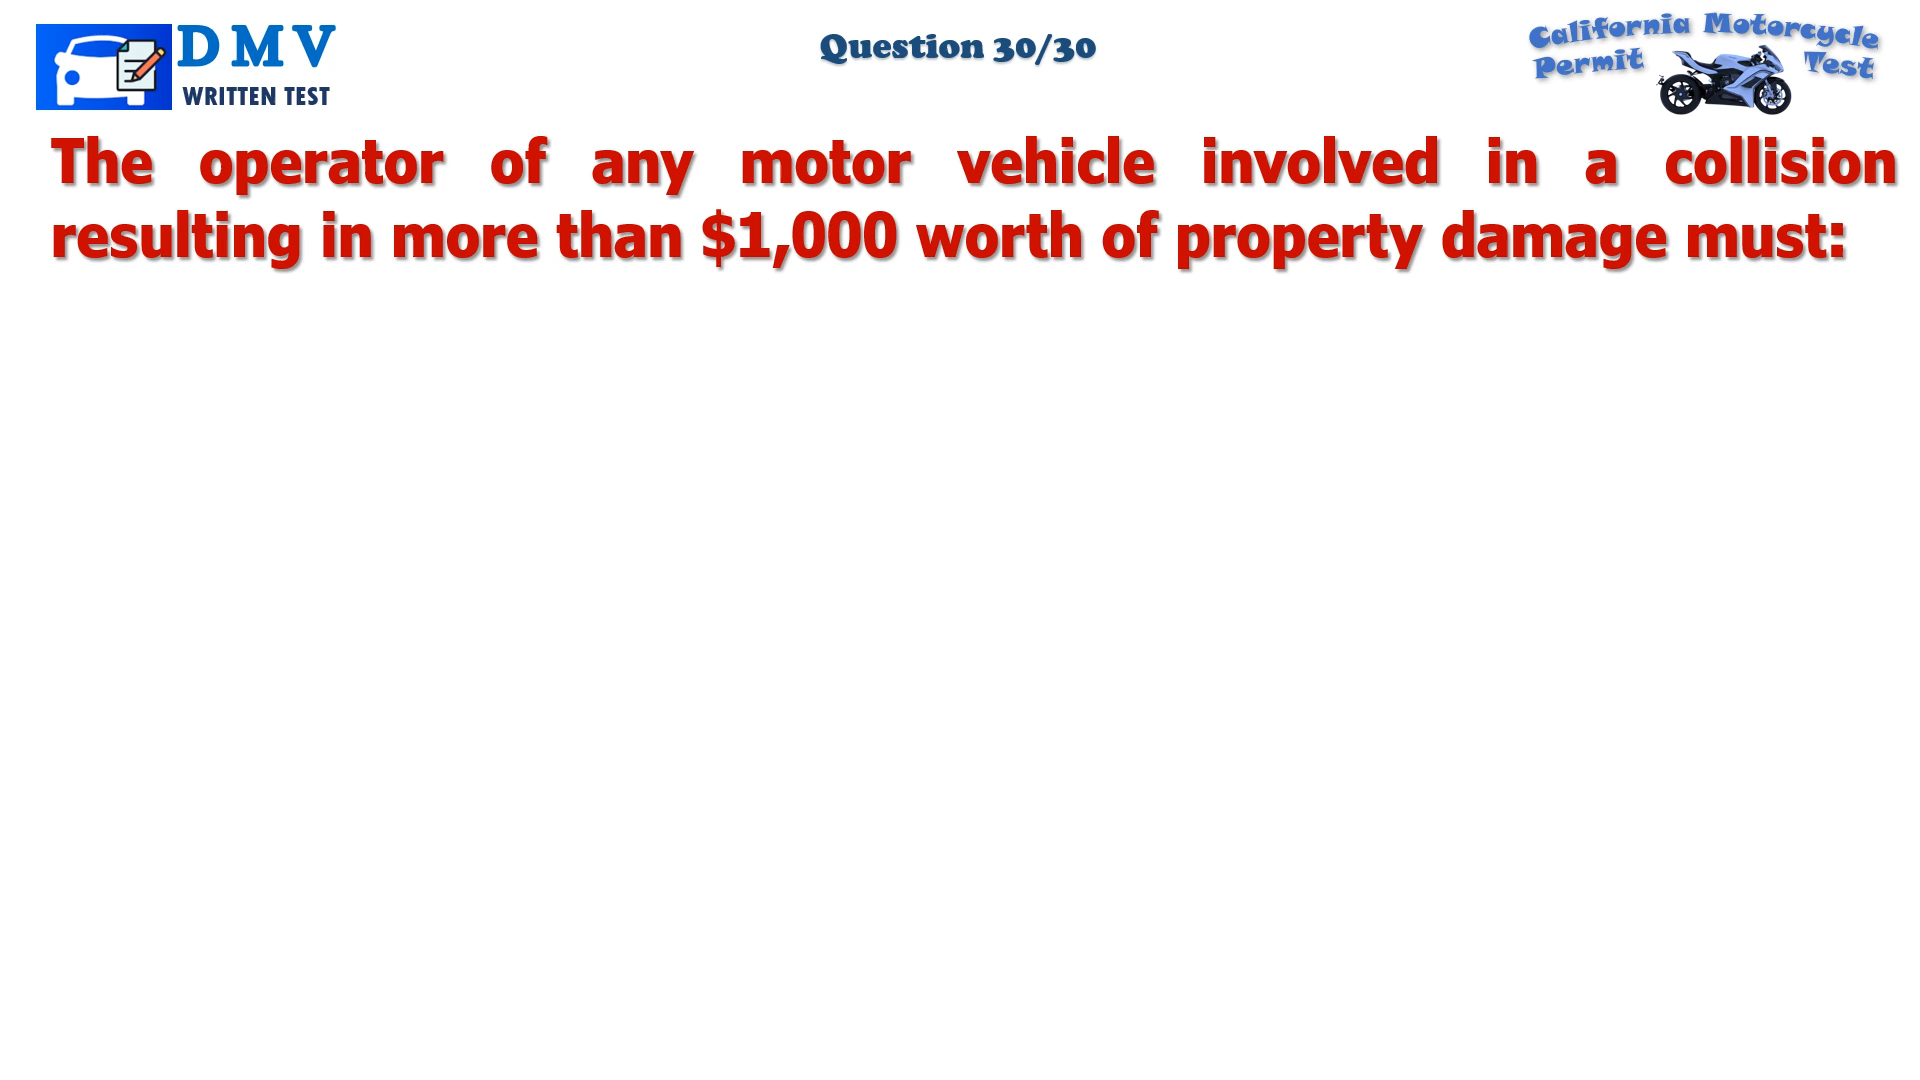 DMV
WRITTEN TEST
Question 30/30
California Motorcycle
Permit Test
The operator of any motor vehicle involved in a collision
resulting in more than $1,000 worth of property damage must: